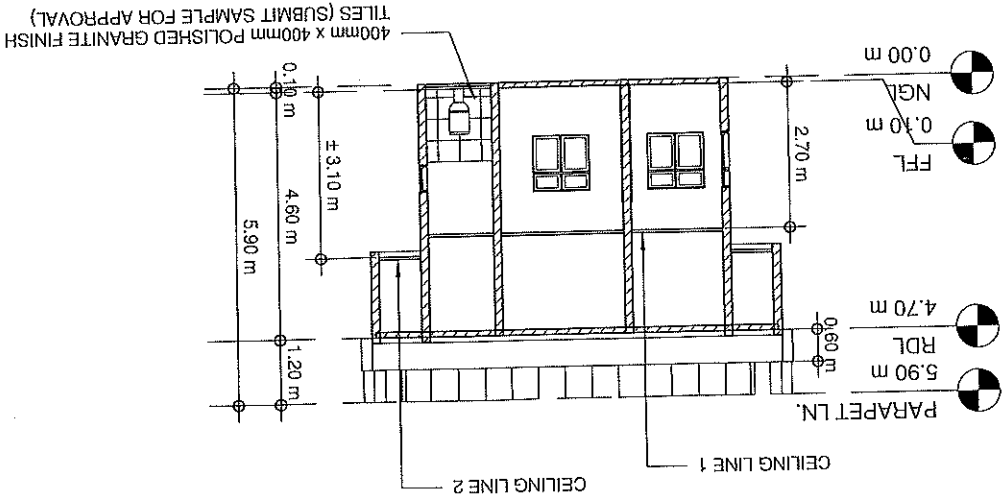 CEILING LINE 2
CEILING LINE 1
PARAPET LN.
5.90 m
RDL
4.70 m
FFL
0.10 m
NGL
0.00 m
0.60 m
2.70 m
1.20 m
4.60 m
5.90 m
±3.10 m
0.10 m
400mm x 400mm POLISHED GRANITE FINISH
TILES (SUBMIT SAMPLE FOR APPROVAL)